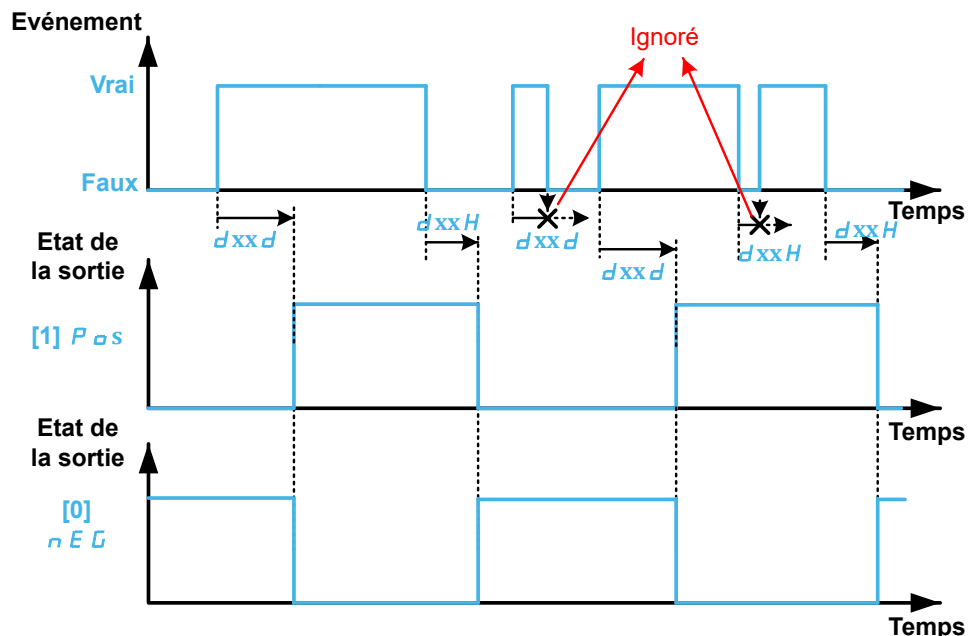 Evénement
Ignoré
Vrai
Faux
Temps
dxxd
dxxH
dxxd
dxxd
dxxH
dxxH
Etat de
la sortie
[1] Pos
Temps
Etat de
la sortie
[0]
nEG
Temps